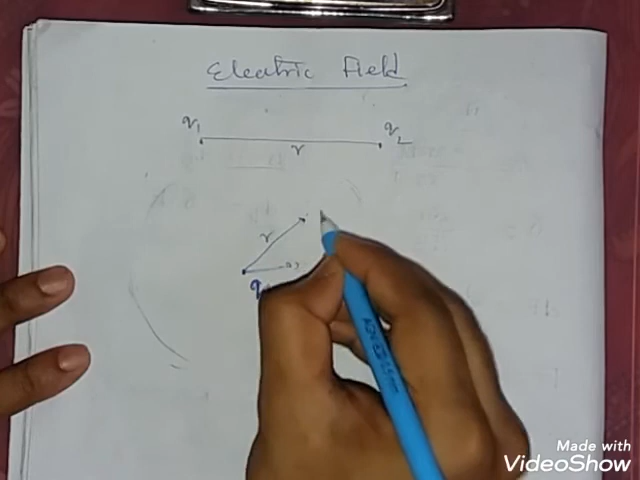 Electric Field
q₁ q₂
r
r
q
Made with
VideoShow